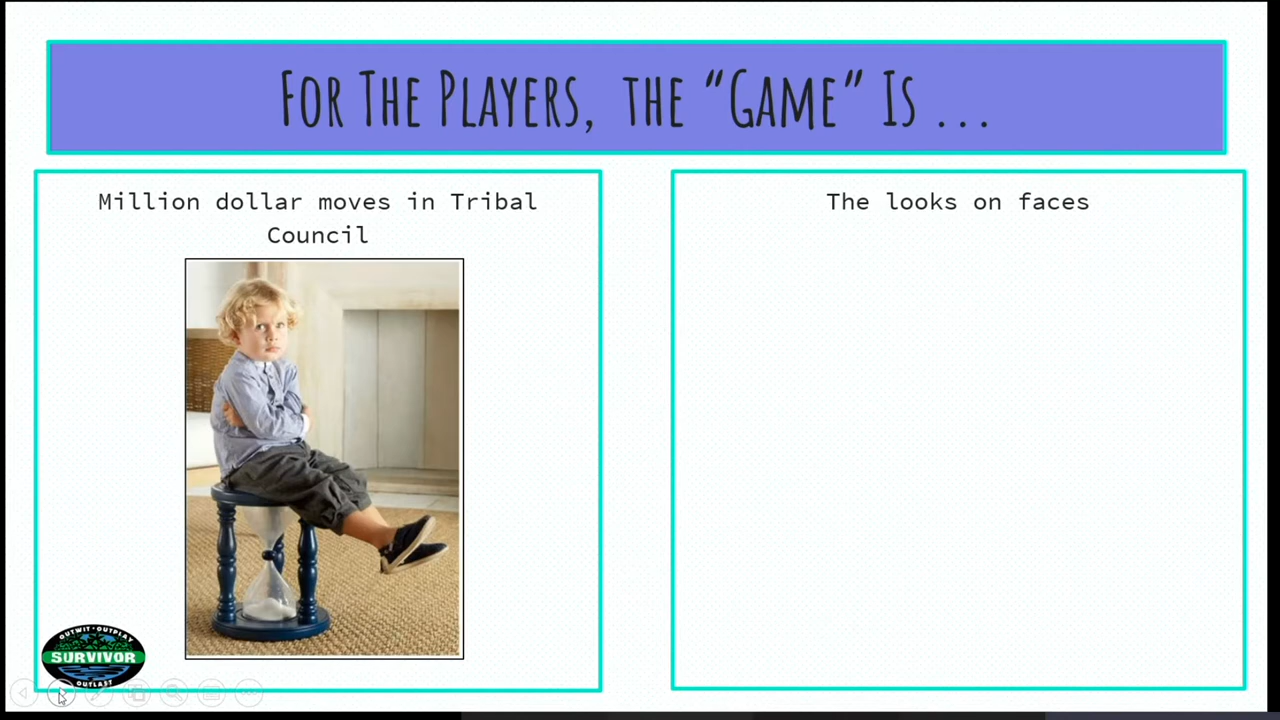 For The Players, the “Game” Is ...
Million dollar moves in Tribal
Council
The looks on faces
OUTWIT • OUTPLAY
SURVIVOR
OUTLAST